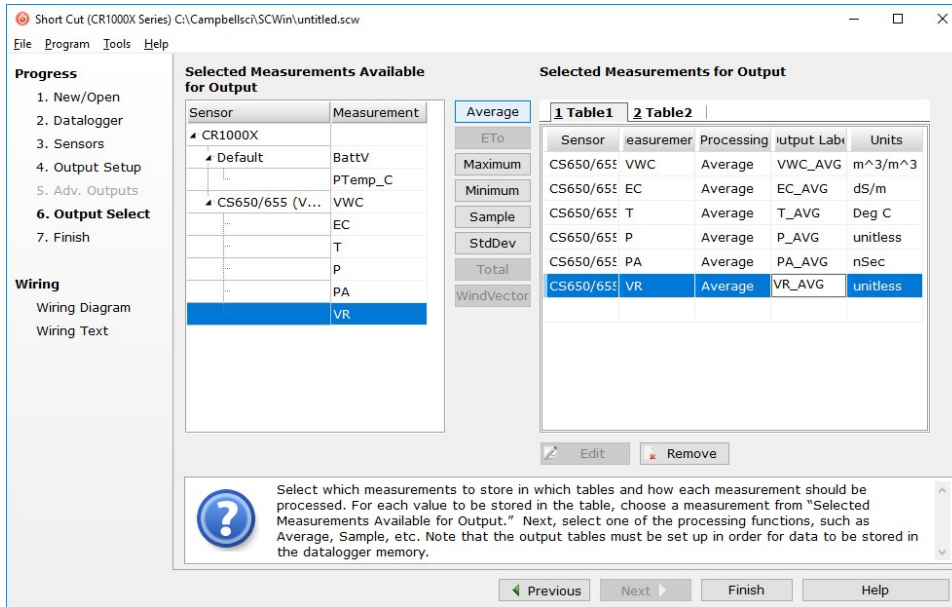 Short Cut (CR1000X Series) C:\Campbellsci\SCWin\untitled.scw
File Program Tools Help
Progress
1. New/Open
2. Datalogger
3. Sensors
4. Output Setup
5. Adv. Outputs
6. Output Select
7. Finish
Wiring
Wiring Diagram
Wiring Text
Selected Measurements Available
for Output
Sensor Measurement
CR1000X
Default BattV
PTemp_C
CS650/655 (V... VWC
EC
T
P
PA
VR
Average
ETo
Maximum
Minimum
Sample
StdDev
Total
WindVector
Selected Measurements for Output
1 Table1 2 Table2
Sensor easuremer Processing utput Labe Units
CS650/655 VWC Average VWC_AVG m^3/m^3
CS650/655 EC Average EC_AVG dS/m
CS650/655 T Average T_AVG Deg C
CS650/655 P Average P_AVG unitless
CS650/655 PA Average PA_AVG nSec
CS650/655 VR Average VR_AVG unitless
Edit Remove
Select which measurements to store in which tables and how each measurement should be
processed. For each value to be stored in the table, choose a measurement from “Selected
Measurements Available for Output.” Next, select one of the processing functions, such as
Average, Sample, etc. Note that the output tables must be set up in order for data to be stored in
the datalogger memory.
Previous Next Finish Help